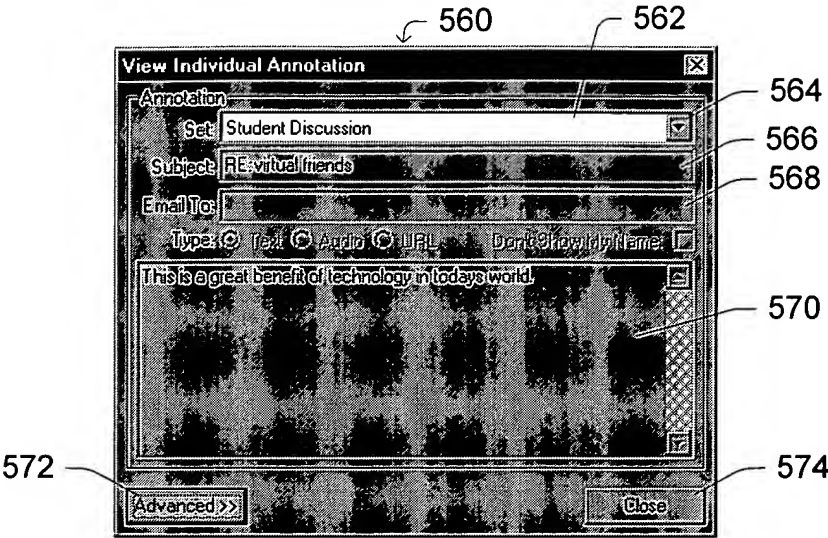 560
562
View Individual Annotation
Annotation
564
Set: Student Discussion
566
Subject: RE: virtual friends
568
Email To:
Type: Text Audio URL Don't Show My Name:
This is a great benefit of technology in todays world.
570
572
574
Advanced >> Close